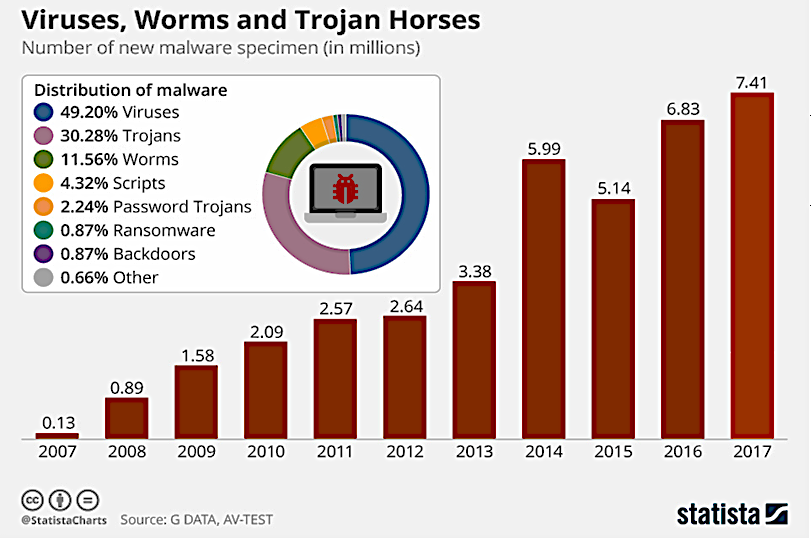 Viruses, Worms and Trojan Horses
Number of new malware specimen (in millions)
Distribution of malware
49.20% Viruses
30.28% Trojans
11.56% Worms
4.32% Scripts
2.24% Password Trojans
0.87% Ransomware
0.87% Backdoors
0.66% Other
0.13
0.89
1.58
2.09
2.57
2.64
3.38
5.99
5.14
6.83
7.41
2007 2008 2009 2010 2011 2012 2013 2014 2015 2016 2017
cc
@StatistaCharts Source: G DATA, AV-TEST
statista